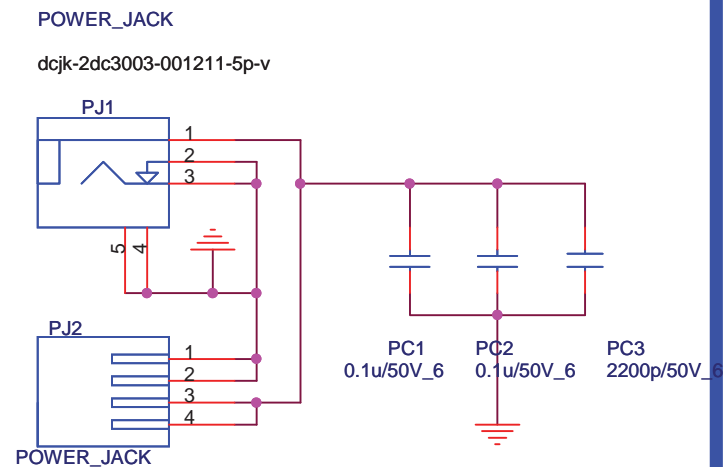 POWER_JACK
dcjk-2dc3003-001211-5p-v
PJ1
1
2
3
5
4
PJ2
1
2
3
4
POWER_JACK
PC1
0.1u/50V_6
PC2
0.1u/50V_6
PC3
2200p/50V_6